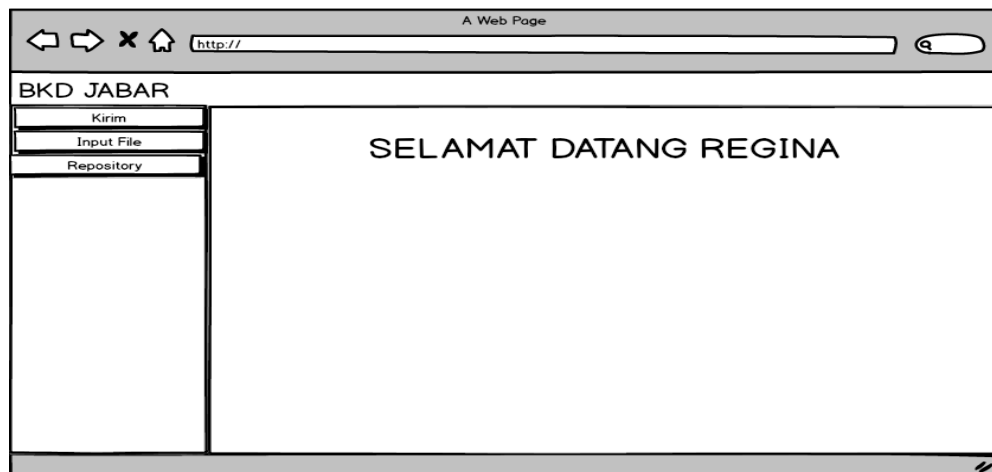 A Web Page
http://
BKD JABAR
Kirim
Input File
Repository
SELAMAT DATANG REGINA